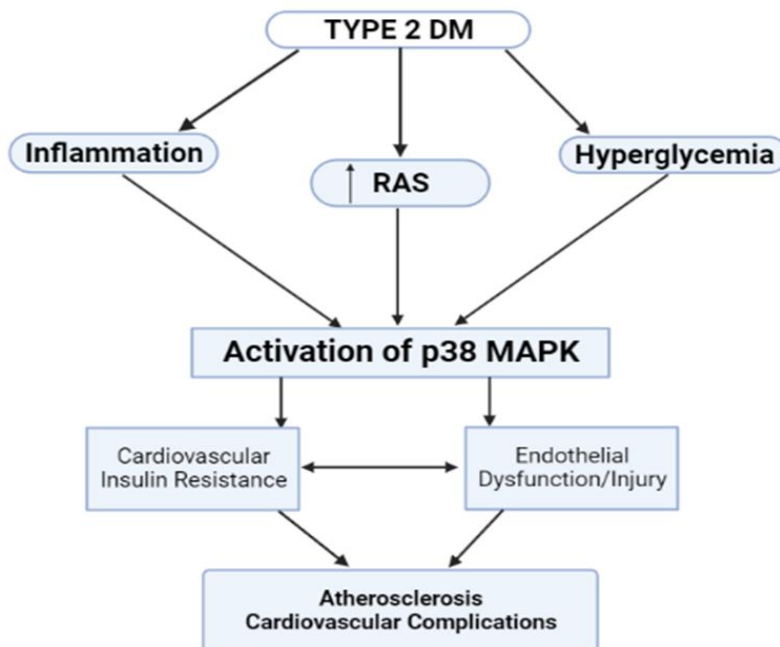 TYPE 2 DM
Inflammation
↑ RAS
Hyperglycemia
Activation of p38 MAPK
Cardiovascular
Insulin Resistance
Endothelial
Dysfunction/Injury
Atherosclerosis
Cardiovascular Complications